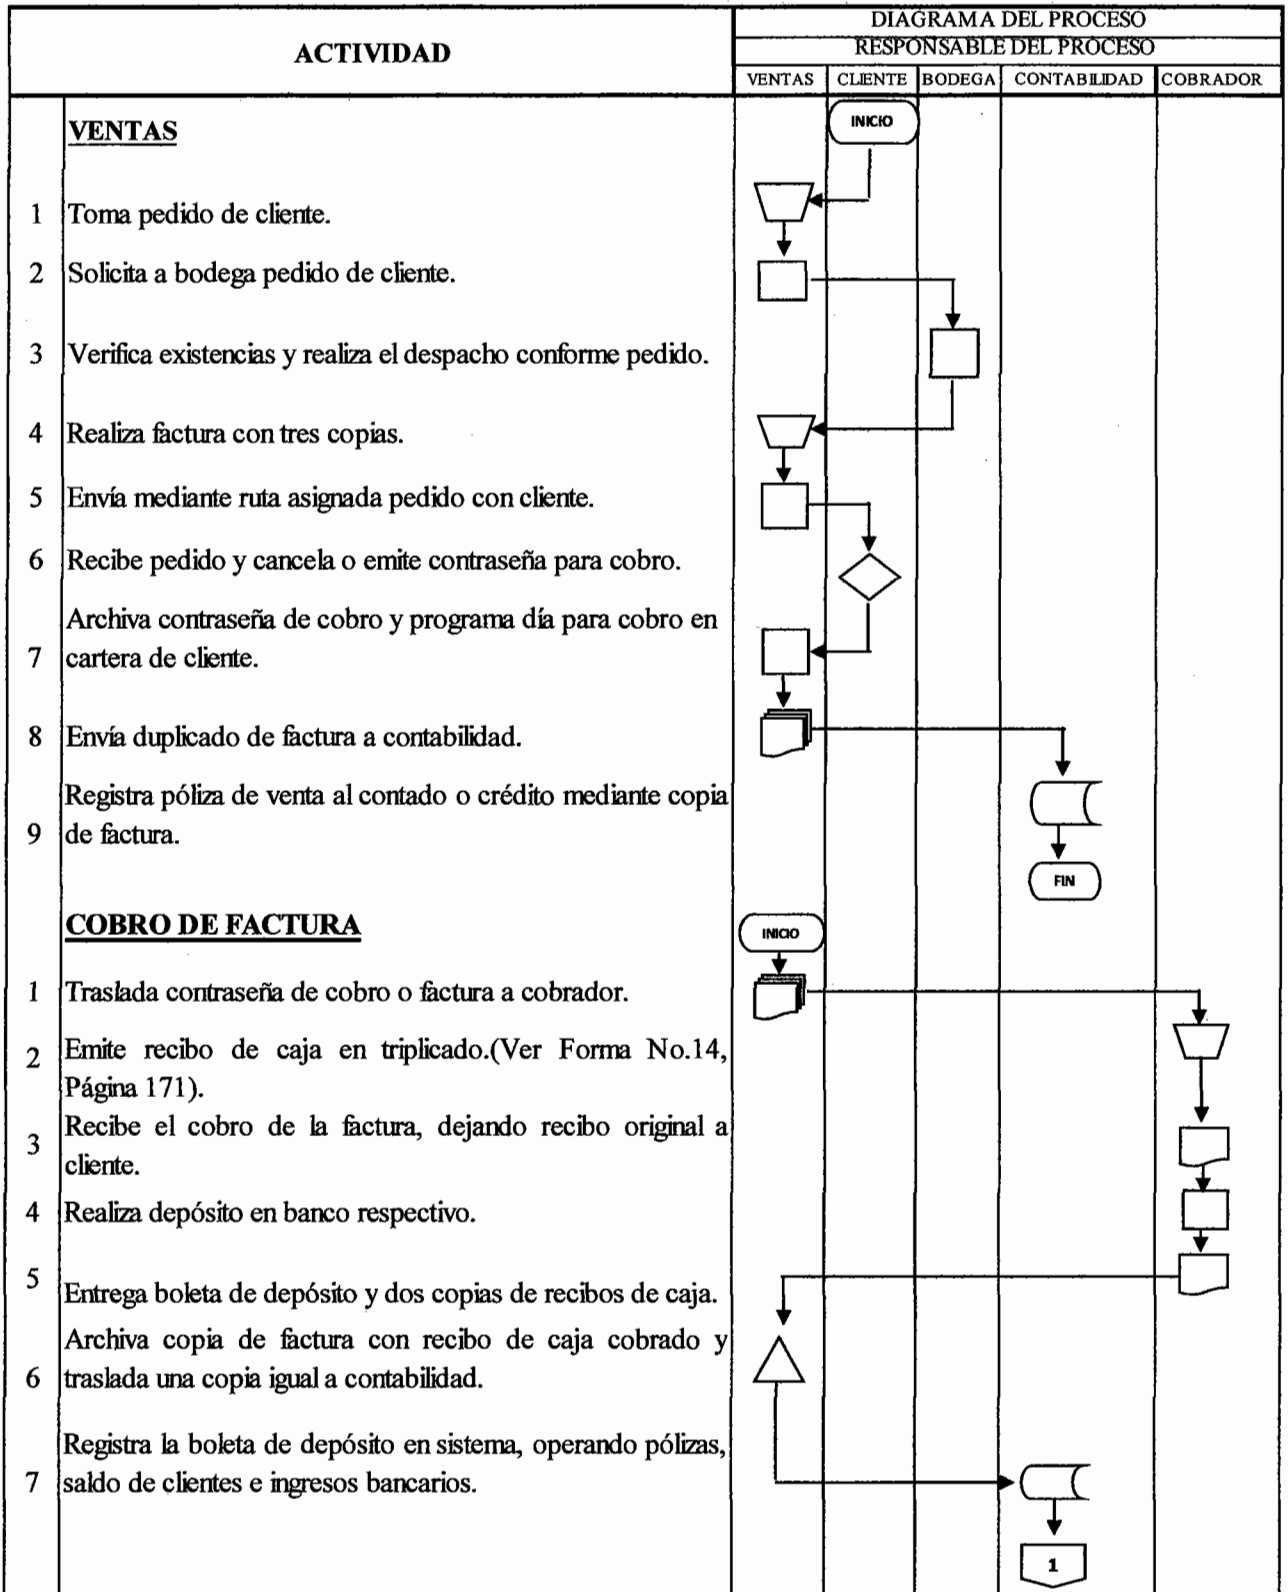 ACTIVIDAD
DIAGRAMA DEL PROCESO
RESPONSABLE DEL PROCESO
VENTAS CLIENTE BODEGA CONTABILIDAD COBRADOR
VENTAS
INICIO
1 Toma pedido de cliente.
2 Solicita a bodega pedido de cliente.
3 Verifica existencias y realiza el despacho conforme pedido.
4 Realiza factura con tres copias.
5 Envía mediante ruta asignada pedido con cliente.
6 Recibe pedido y cancela o emite contraseña para cobro.
Archiva contraseña de cobro y programa día para cobro en
7 cartera de cliente.
8 Envía duplicado de factura a contabilidad.
Registra póliza de venta al contado o crédito mediante copia
9 de factura.
FIN
COBRO DE FACTURA
INICIO
1 Traslada contraseña de cobro o factura a cobrador.
2 Emite recibo de caja en triplicado.(Ver Forma No.14,
Página 171).
3 Recibe el cobro de la factura, dejando recibo original a
cliente.
4 Realiza depósito en banco respectivo.
5 Entrega boleta de depósito y dos copias de recibos de caja.
Archiva copia de factura con recibo de caja cobrado y
6 traslada una copia igual a contabilidad.
Registra la boleta de depósito en sistema, operando pólizas,
7 saldo de clientes e ingresos bancarios.
1